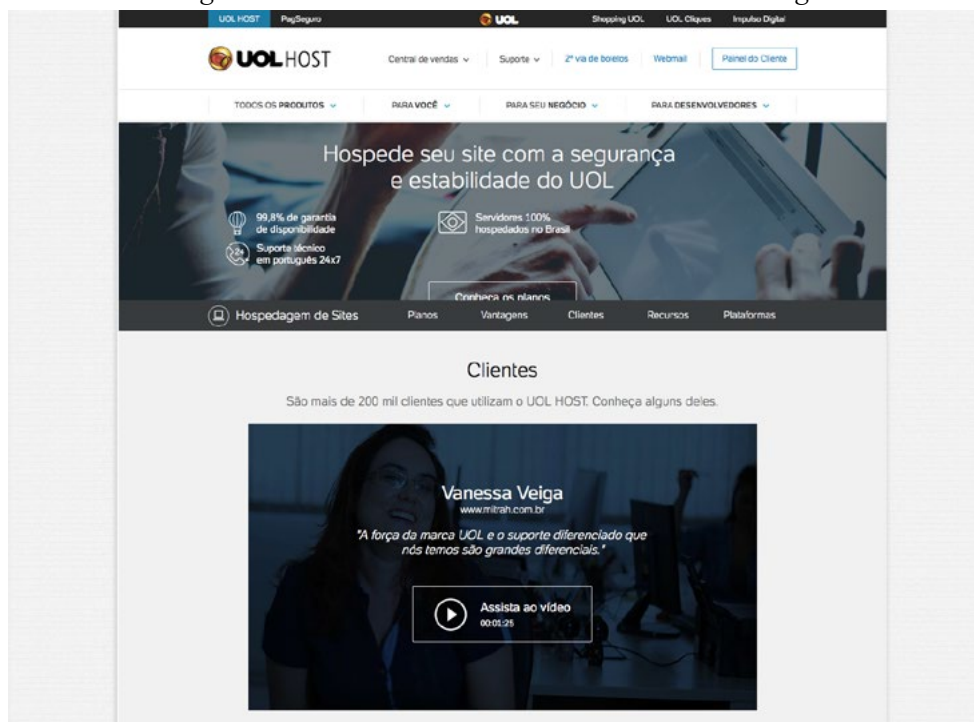 UOL HOST PagSeguro UOL Shopping UOL UOL Cliques Impulso Digital
UOL HOST Central de vendas Suporte 2ª via de boletos Webmail Painel do Cliente
TODOS OS PRODUTOS PARA VOCÊ PARA SEU NEGÓCIO PARA DESENVOLVEDORES
Hospede seu site com a segurança
e estabilidade do UOL
99,8% de garantia
de disponibilidade
Servidores 100%
hospedados no Brasil
24
Suporte técnico
em português 24x7
Conheça os planos
Hospedagem de Sites Planos Vantagens Clientes Recursos Plataformas
Clientes
São mais de 200 mil clientes que utilizam o UOL HOST. Conheça alguns deles.
Vanessa Veiga
www.mitrah.com.br
"A força da marca UOL e o suporte diferenciado que
nós temos são grandes diferenciais."
Assista ao vídeo
00:01:25